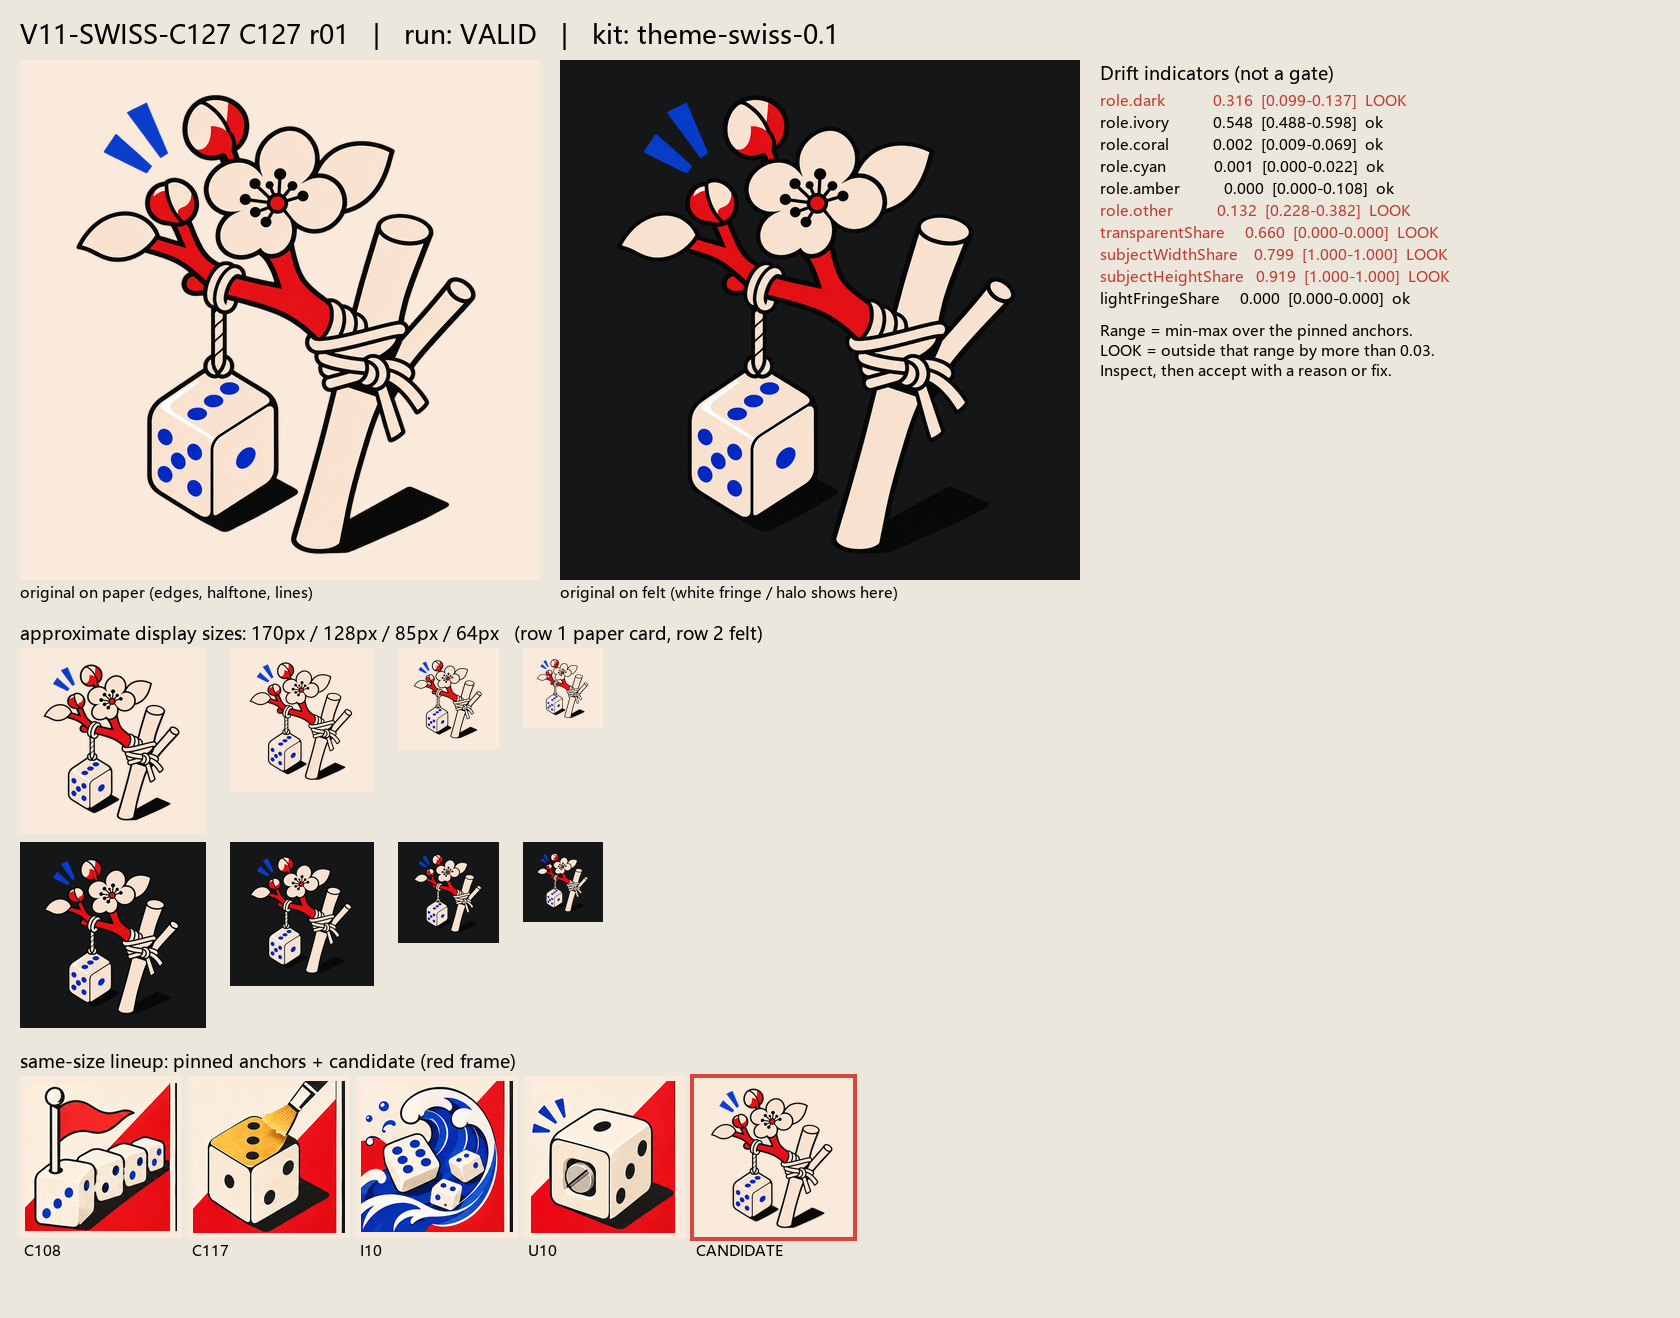 V11-SWISS-C127 C127 r01 | run: VALID | kit: theme-swiss-0.1
Drift indicators (not a gate)
role.dark 0.316 [0.099-0.137] LOOK
role.ivory 0.548 [0.488-0.598] ok
role.coral 0.002 [0.009-0.069] ok
role.cyan 0.001 [0.000-0.022] ok
role.amber 0.000 [0.000-0.108] ok
role.other 0.132 [0.228-0.382] LOOK
transparentShare 0.660 [0.000-0.000] LOOK
subjectWidthShare 0.799 [1.000-1.000] LOOK
subjectHeightShare 0.919 [1.000-1.000] LOOK
lightFringeShare 0.000 [0.000-0.000] ok
Range = min-max over the pinned anchors.
LOOK = outside that range by more than 0.03.
Inspect, then accept with a reason or fix.
original on paper (edges, halftone, lines)
original on felt (white fringe / halo shows here)
approximate display sizes: 170px / 128px / 85px / 64px (row 1 paper card, row 2 felt)
same-size lineup: pinned anchors + candidate (red frame)
C108
C117
I10
U10
CANDIDATE